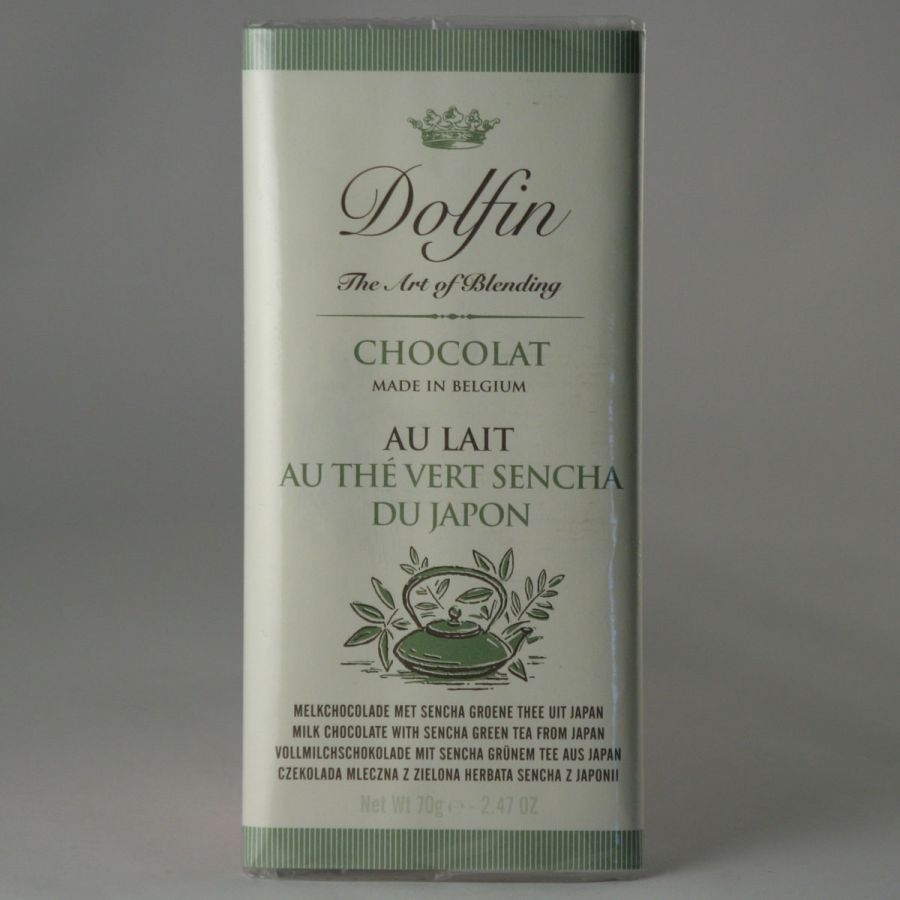 Dolfin
The Art of Blending
CHOCOLAT
MADE IN BELGIUM
AU LAIT
AU THÉ VERT SENCHA
DU JAPON
MELKCHOCOLADE MET SENCHA GROENE THEE UIT JAPAN
MILK CHOCOLATE WITH SENCHA GREEN TEA FROM JAPAN
VOLLMILCHSCHOKOLADE MIT SENCHA GRÜNEM TEE AUS JAPAN
CZEKOLADA MLECZNA Z ZIELONA HERBATA SENCHA Z JAPONII
Net Wt 70g e - 2.47 OZ